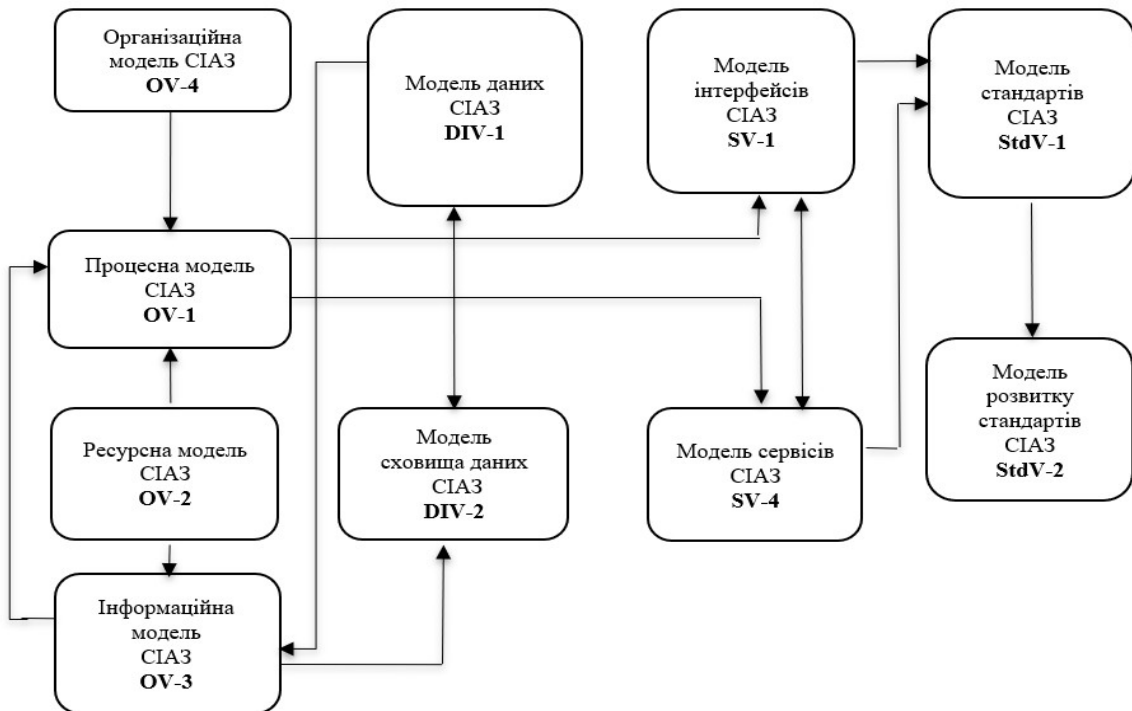 Організаційна
модель СІАЗ
OV-4
Модель даних
СІАЗ
DIV-1
Модель
інтерфейсів
СІАЗ
SV-1
Модель
стандартів
СІАЗ
StdV-1
Процесна модель
СІАЗ
OV-1
Ресурсна модель
СІАЗ
OV-2
Модель
сховища даних
СІАЗ
DIV-2
Модель сервісів
СІАЗ
SV-4
Модель
розвитку
стандартів
СІАЗ
StdV-2
Інформаційна
модель
СІАЗ
OV-3